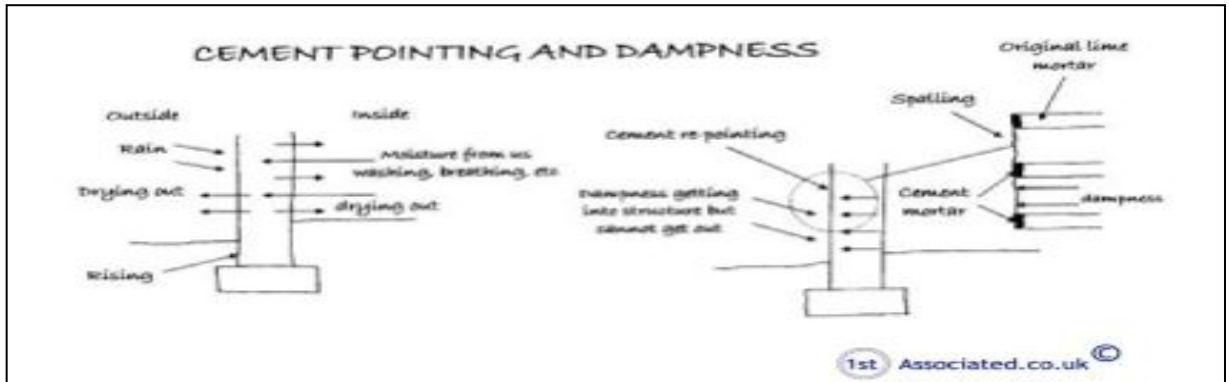 CEMENT POINTING AND DAMPNESS
Outside
Inside
Rain
Moisture from us
washing, breathing, etc
Drying out
drying out
Rising
Original lime
mortar
Spalling
Cement re pointing
Dampness getting
into structure but
cannot get out
Cement
mortar
dampness
1st Associated.co.uk ©